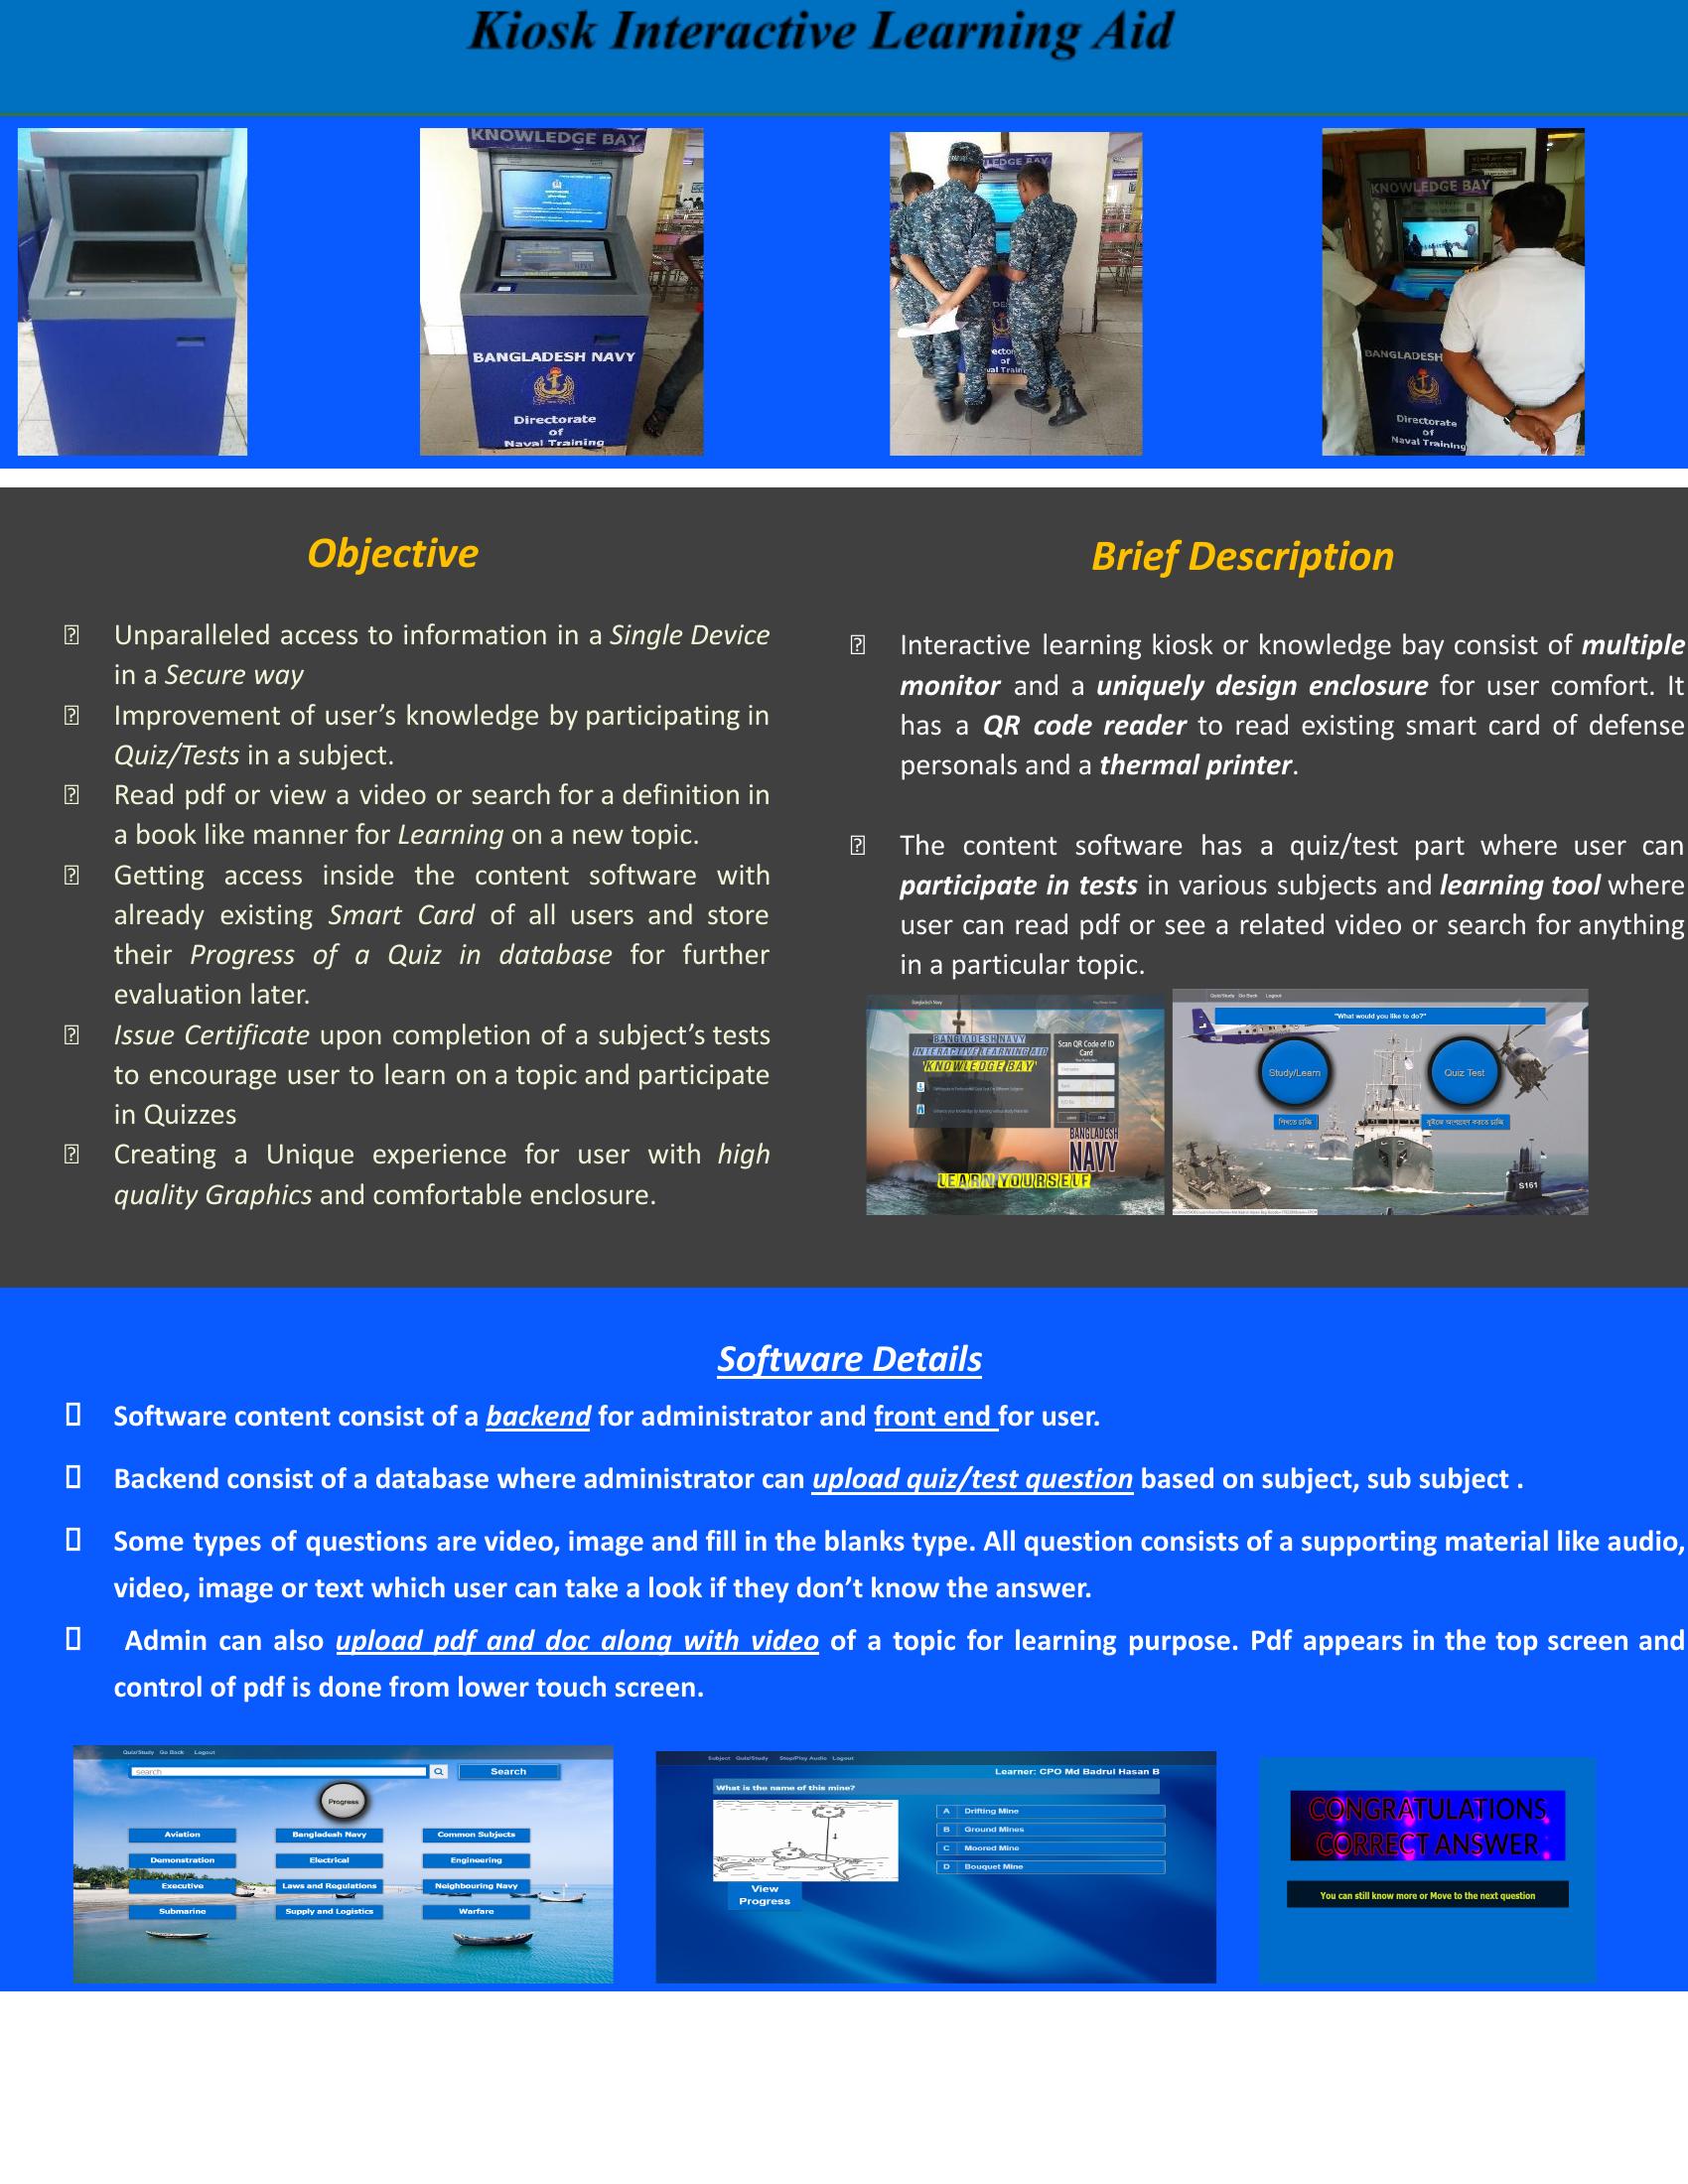 Kiosk Interactive Learning Aid
KNOWLEDGE BAY
BANGLADESH NAVY
Directorate
of
Naval Training
KNOWLEDGE BAY
BANGLADESH
Directorate
of
Naval Training
Objective
Unparalleled access to information in a Single Device
in a Secure way
Improvement of user’s knowledge by participating in
Quiz/Tests in a subject.
Read pdf or view a video or search for a definition in
a book like manner for Learning on a new topic.
Getting access inside the content software with
already existing Smart Card of all users and store
their Progress of a Quiz in database for further
evaluation later.
Issue Certificate upon completion of a subject’s tests
to encourage user to learn on a topic and participate
in Quizzes
Creating a Unique experience for user with high
quality Graphics and comfortable enclosure.
Brief Description
Interactive learning kiosk or knowledge bay consist of multiple
monitor and a uniquely design enclosure for user comfort. It
has a QR code reader to read existing smart card of defense
personals and a thermal printer.
The content software has a quiz/test part where user can
participate in tests in various subjects and learning tool where
user can read pdf or see a related video or search for anything
in a particular topic.
Bangladesh Navy
BANGLADESH NAVY
INTERACTIVE LEARNING AID
'KNOWLEDGE BAY'
Scan QR Code of ID
Card
BANGLADESH
NAVY
LEARN YOURSELF
Quiz/Study Go Back Logout
"What would you like to do?"
Study/Learn
Quiz Test
শিখতে চাচ্ছি
কুইজে অংশগ্রহণ করতে চাচ্ছি
S161
Software Details
Software content consist of a backend for administrator and front end for user.
Backend consist of a database where administrator can upload quiz/test question based on subject, sub subject .
Some types of questions are video, image and fill in the blanks type. All question consists of a supporting material like audio,
video, image or text which user can take a look if they don’t know the answer.
Admin can also upload pdf and doc along with video of a topic for learning purpose. Pdf appears in the top screen and
control of pdf is done from lower touch screen.
Quiz/Study Go Back Logout
search
Search
Progress
Aviation Bangladesh Navy Common Subjects
Demonstration Electrical Engineering
Executive Laws and Regulations Neighbouring Navy
Submarine Supply and Logistics Warfare
Subject Quiz/Study Stop/Play Audio Logout
Learner: CPO Md Badrul Hasan B
What is the name of this mine?
A Drifting Mine
B Ground Mines
C Moored Mine
D Bouquet Mine
View
Progress
CONGRATULATIONS
CORRECT ANSWER
You can still know more or Move to the next question